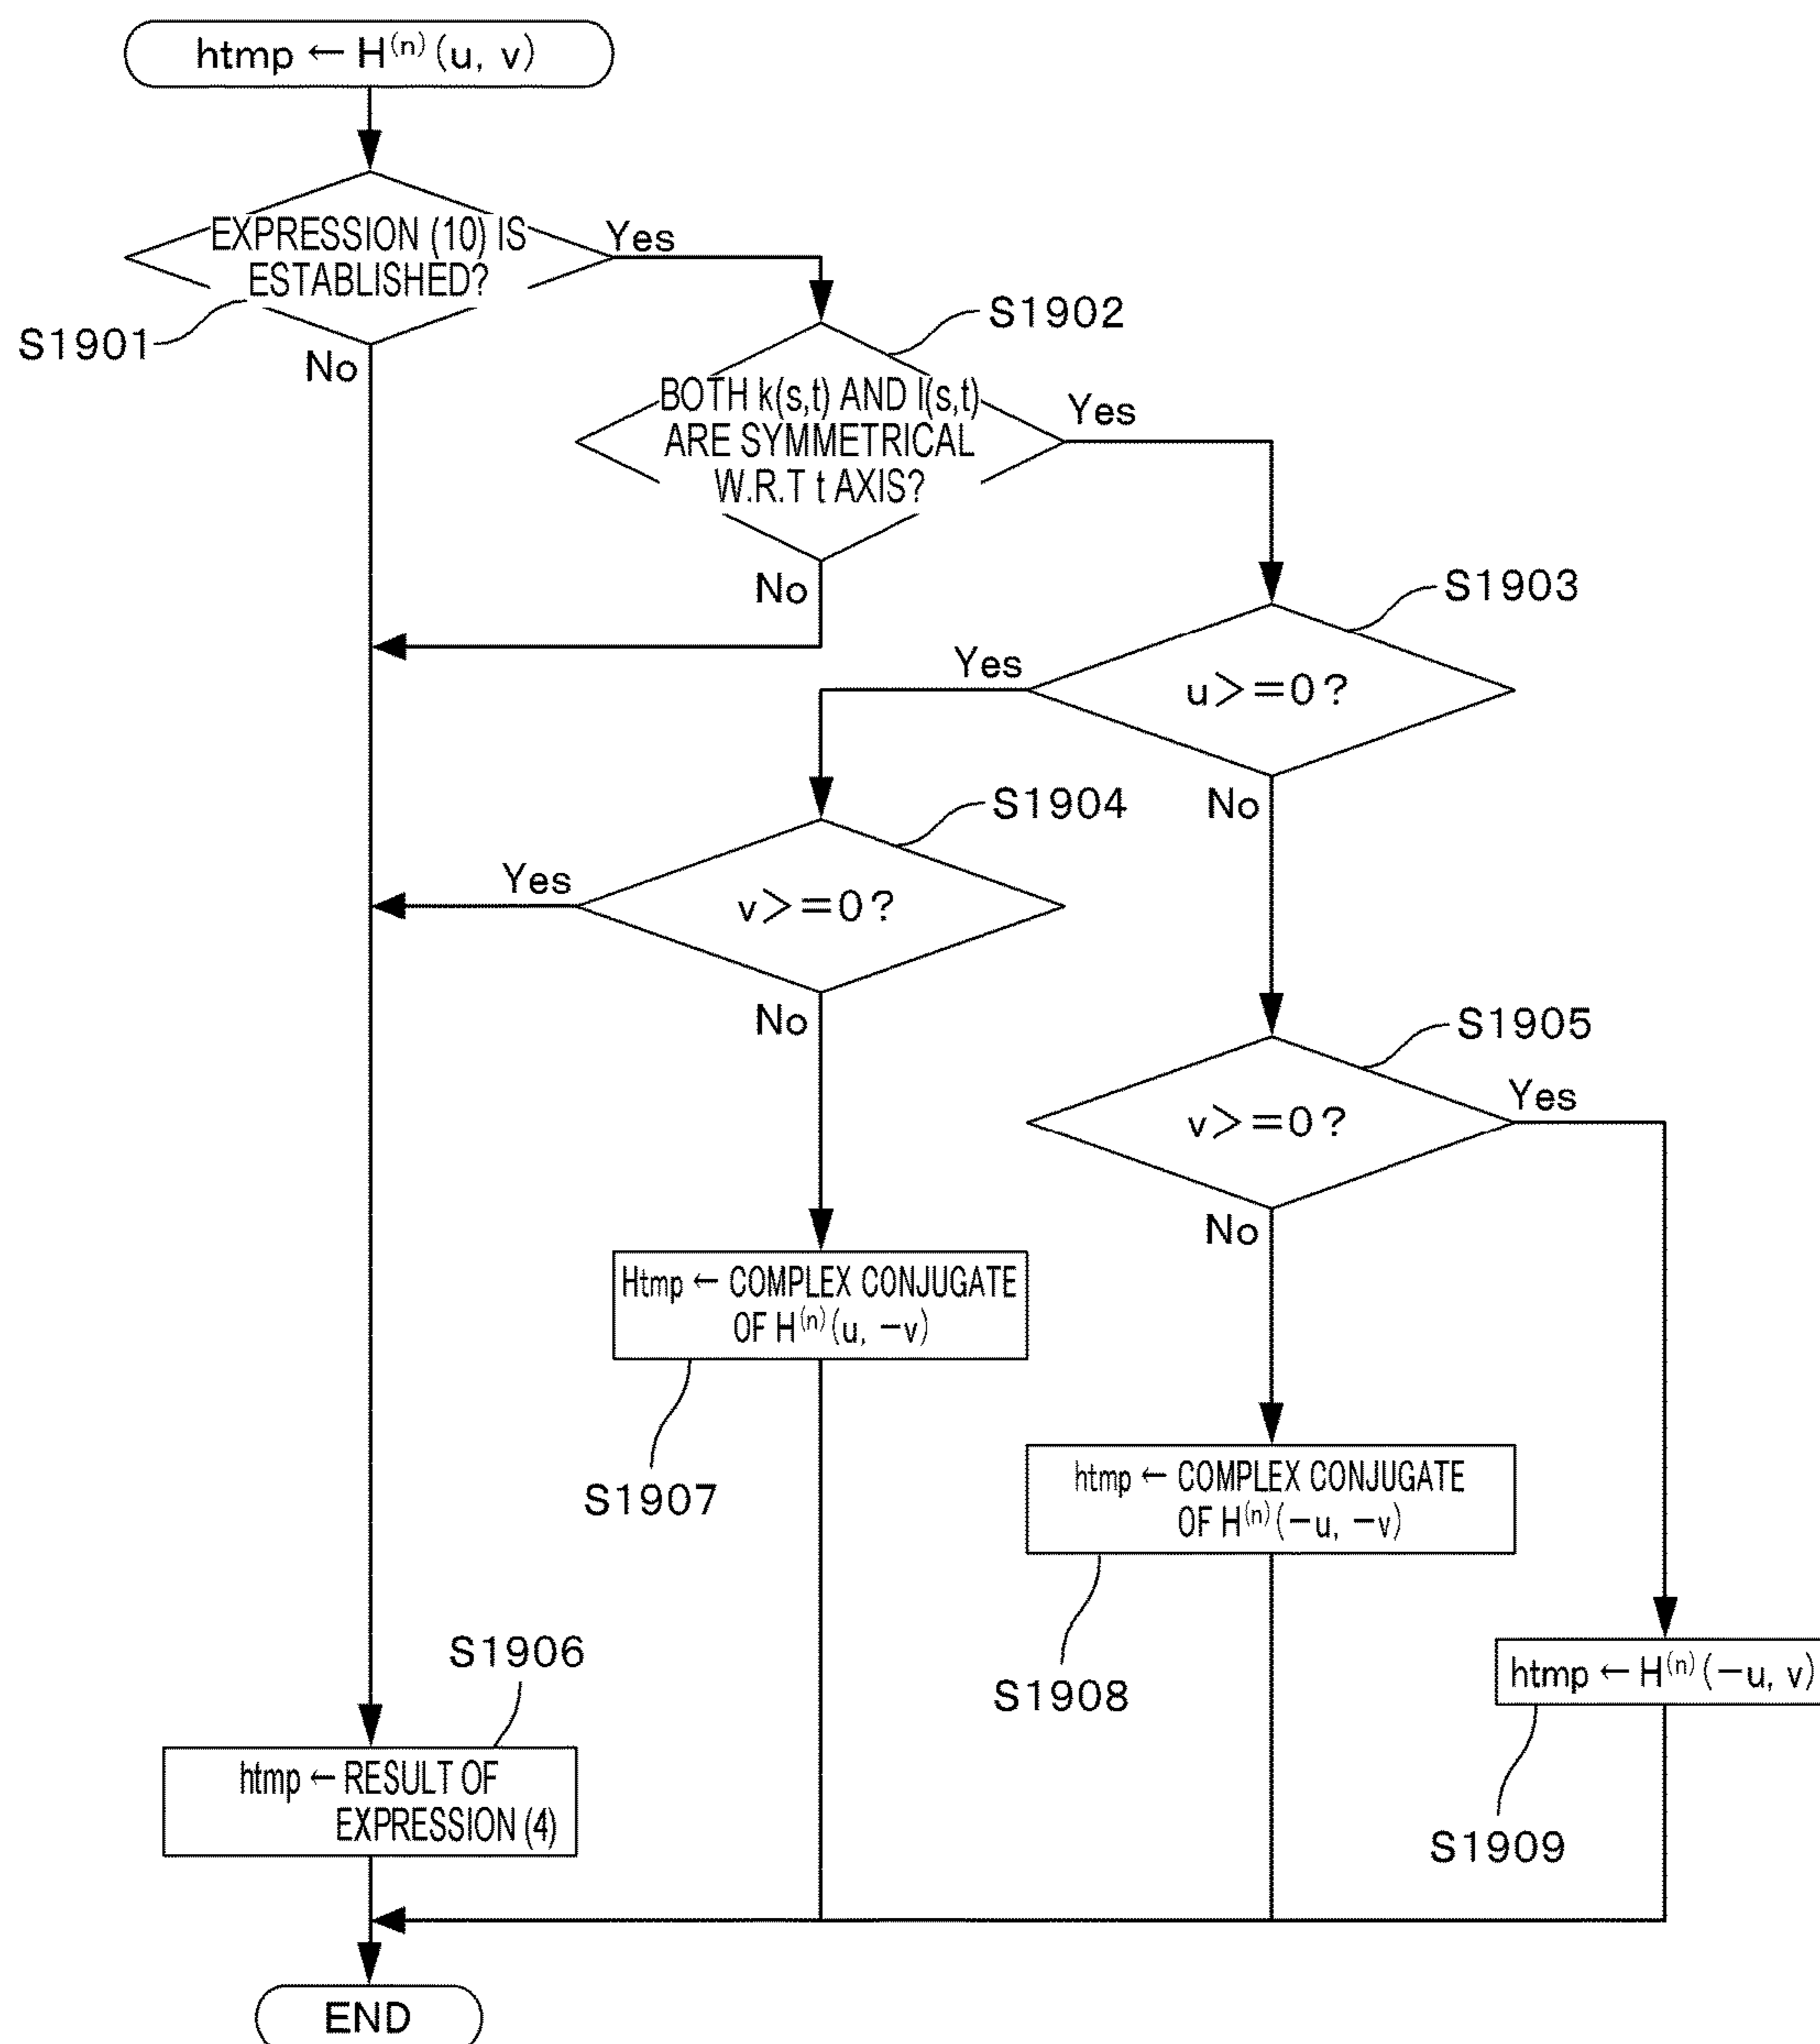 htmp ← H(n) (u, v)
EXPRESSION (10) IS
ESTABLISHED?
Yes
S1901
No
S1902
BOTH k(s,t) AND l(s,t)
ARE SYMMETRICAL
W.R.T t AXIS?
Yes
No
S1903
u>=0?
Yes
No
S1904
v>=0?
Yes
No
S1905
v>=0?
Yes
No
Htmp ← COMPLEX CONJUGATE
OF H(n) (u, −v)
S1907
htmp ← COMPLEX CONJUGATE
OF H(n) (−u, −v)
S1908
htmp ← H(n) (−u, v)
S1909
S1906
htmp ← RESULT OF
EXPRESSION (4)
END